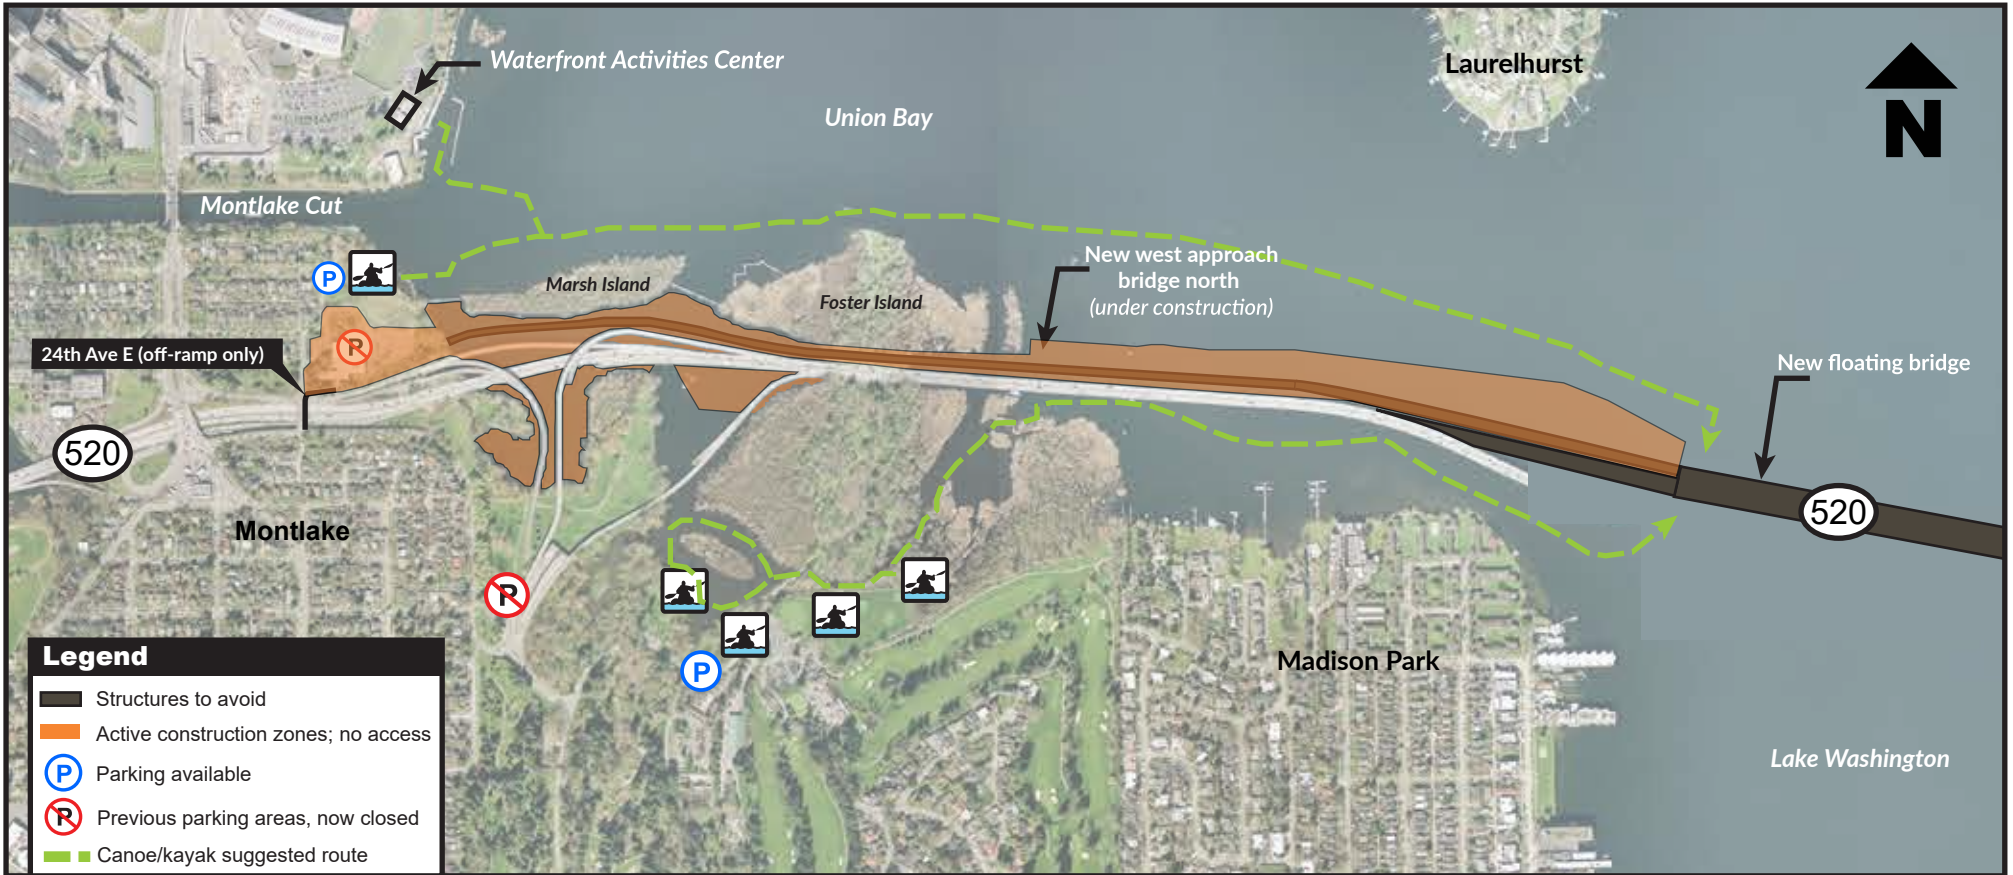 Waterfront Activities Center
Union Bay
Laurelhurst
N
Montlake Cut
P
New west approach
bridge north
(under construction)
Marsh Island
Foster Island
P
24th Ave E (off-ramp only)
New floating bridge
520
520
Montlake
P
P
Madison Park
Lake Washington
Legend
Structures to avoid
Active construction zones; no access
P Parking available
P Previous parking areas, now closed
Canoe/kayak suggested route